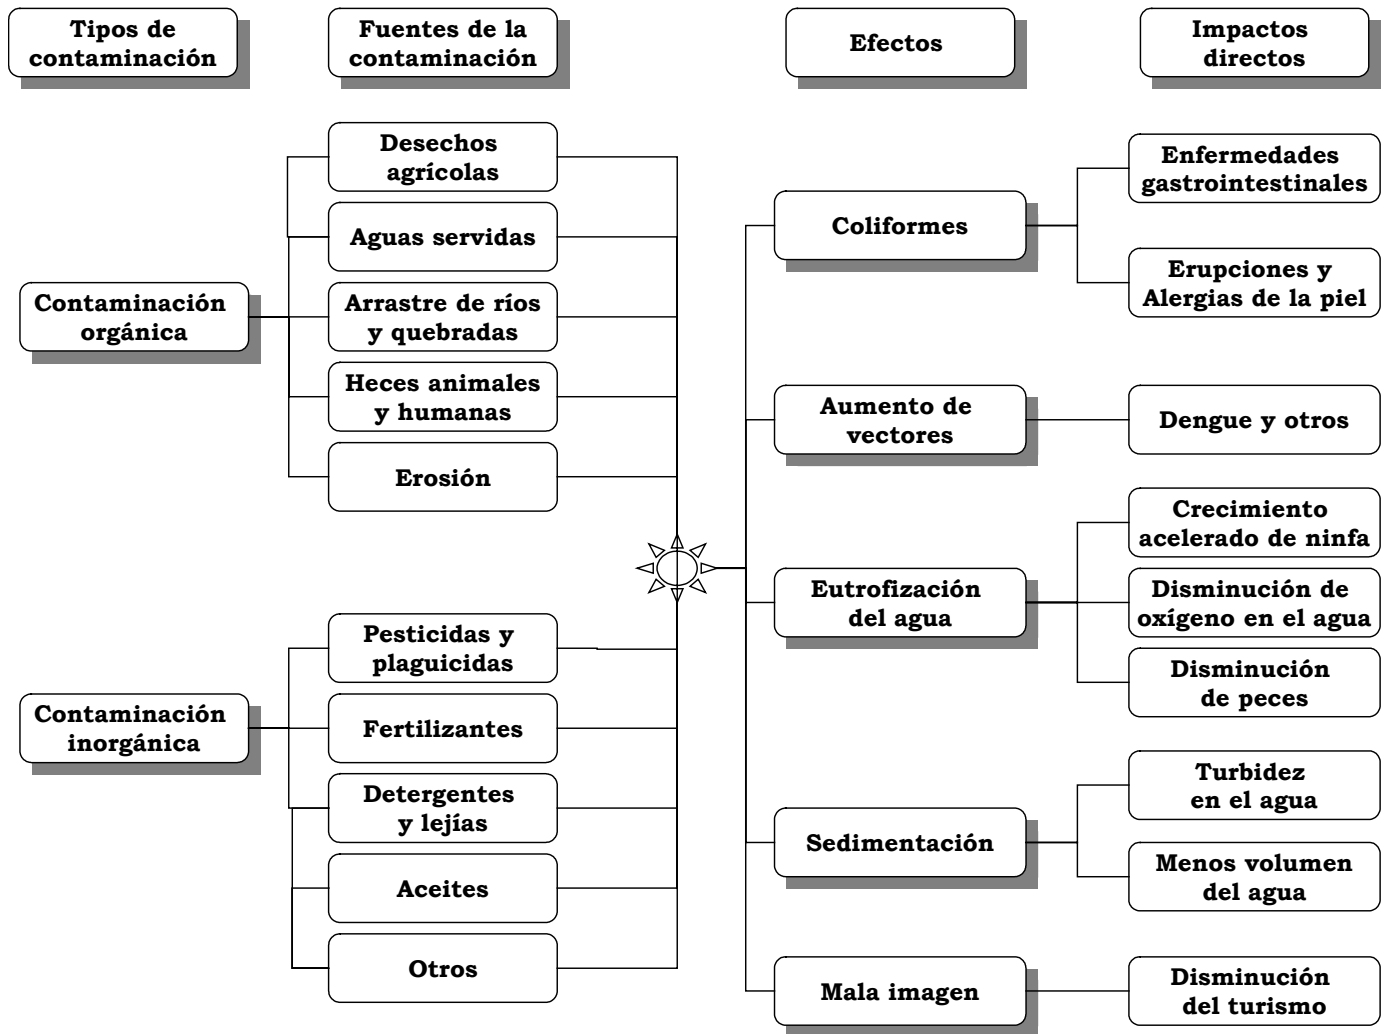 Tipos de
contaminación
Fuentes de la
contaminación
Efectos
Impactos
directos
Contaminación
orgánica
Desechos
agrícolas
Aguas servidas
Arrastre de ríos
y quebradas
Heces animales
y humanas
Erosión
Contaminación
inorgánica
Pesticidas y
plaguicidas
Fertilizantes
Detergentes
y lejías
Aceites
Otros
Coliformes
Enfermedades
gastrointestinales
Erupciones y
Alergias de la piel
Aumento de
vectores
Dengue y otros
Eutrofización
del agua
Crecimiento
acelerado de ninfa
Disminución de
oxígeno en el agua
Disminución
de peces
Sedimentación
Turbidez
en el agua
Menos volumen
del agua
Mala imagen
Disminución
del turismo